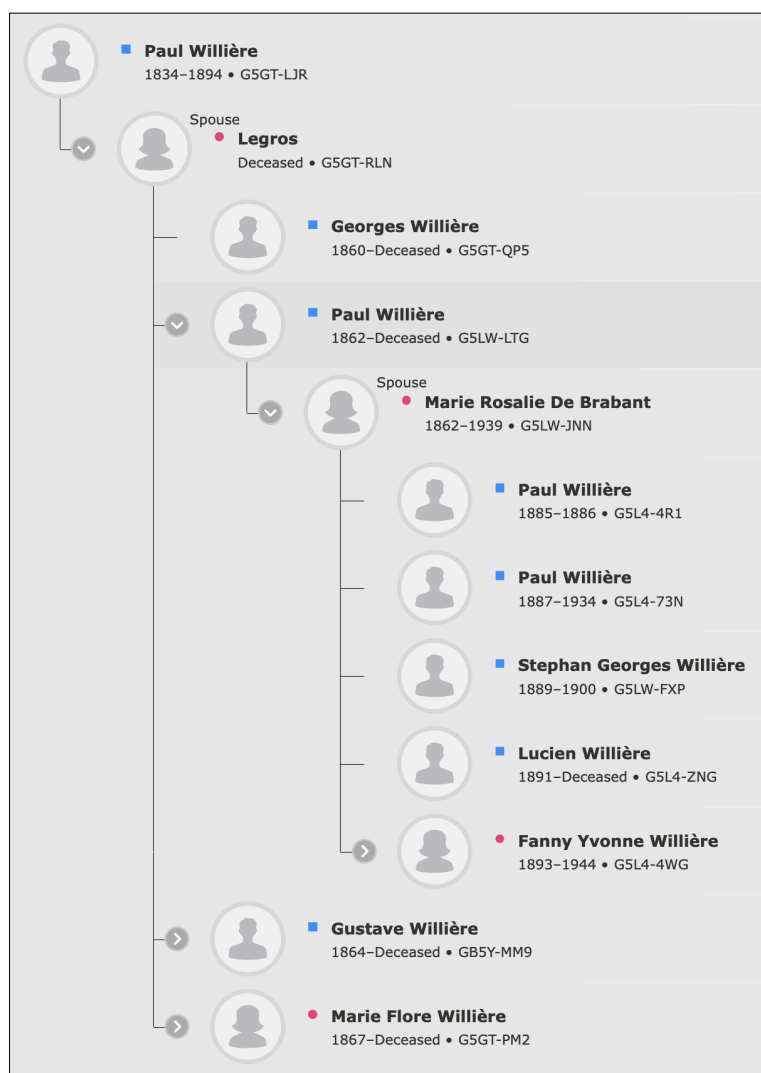 Paul Willière
1834–1894 • G5GT-LJR
Spouse
Legros
Deceased • G5GT-RLN
Georges Willière
1860–Deceased • G5GT-QP5
Paul Willière
1862–Deceased • G5LW-LTG
Spouse
Marie Rosalie De Brabant
1862–1939 • G5LW-JNN
Paul Willière
1885–1886 • G5L4-4R1
Paul Willière
1887–1934 • G5L4-73N
Stephan Georges Willière
1889–1900 • G5LW-FXP
Lucien Willière
1891–Deceased • G5L4-ZNG
Fanny Yvonne Willière
1893–1944 • G5L4-4WG
Gustave Willière
1864–Deceased • GB5Y-MM9
Marie Flore Willière
1867–Deceased • G5GT-PM2